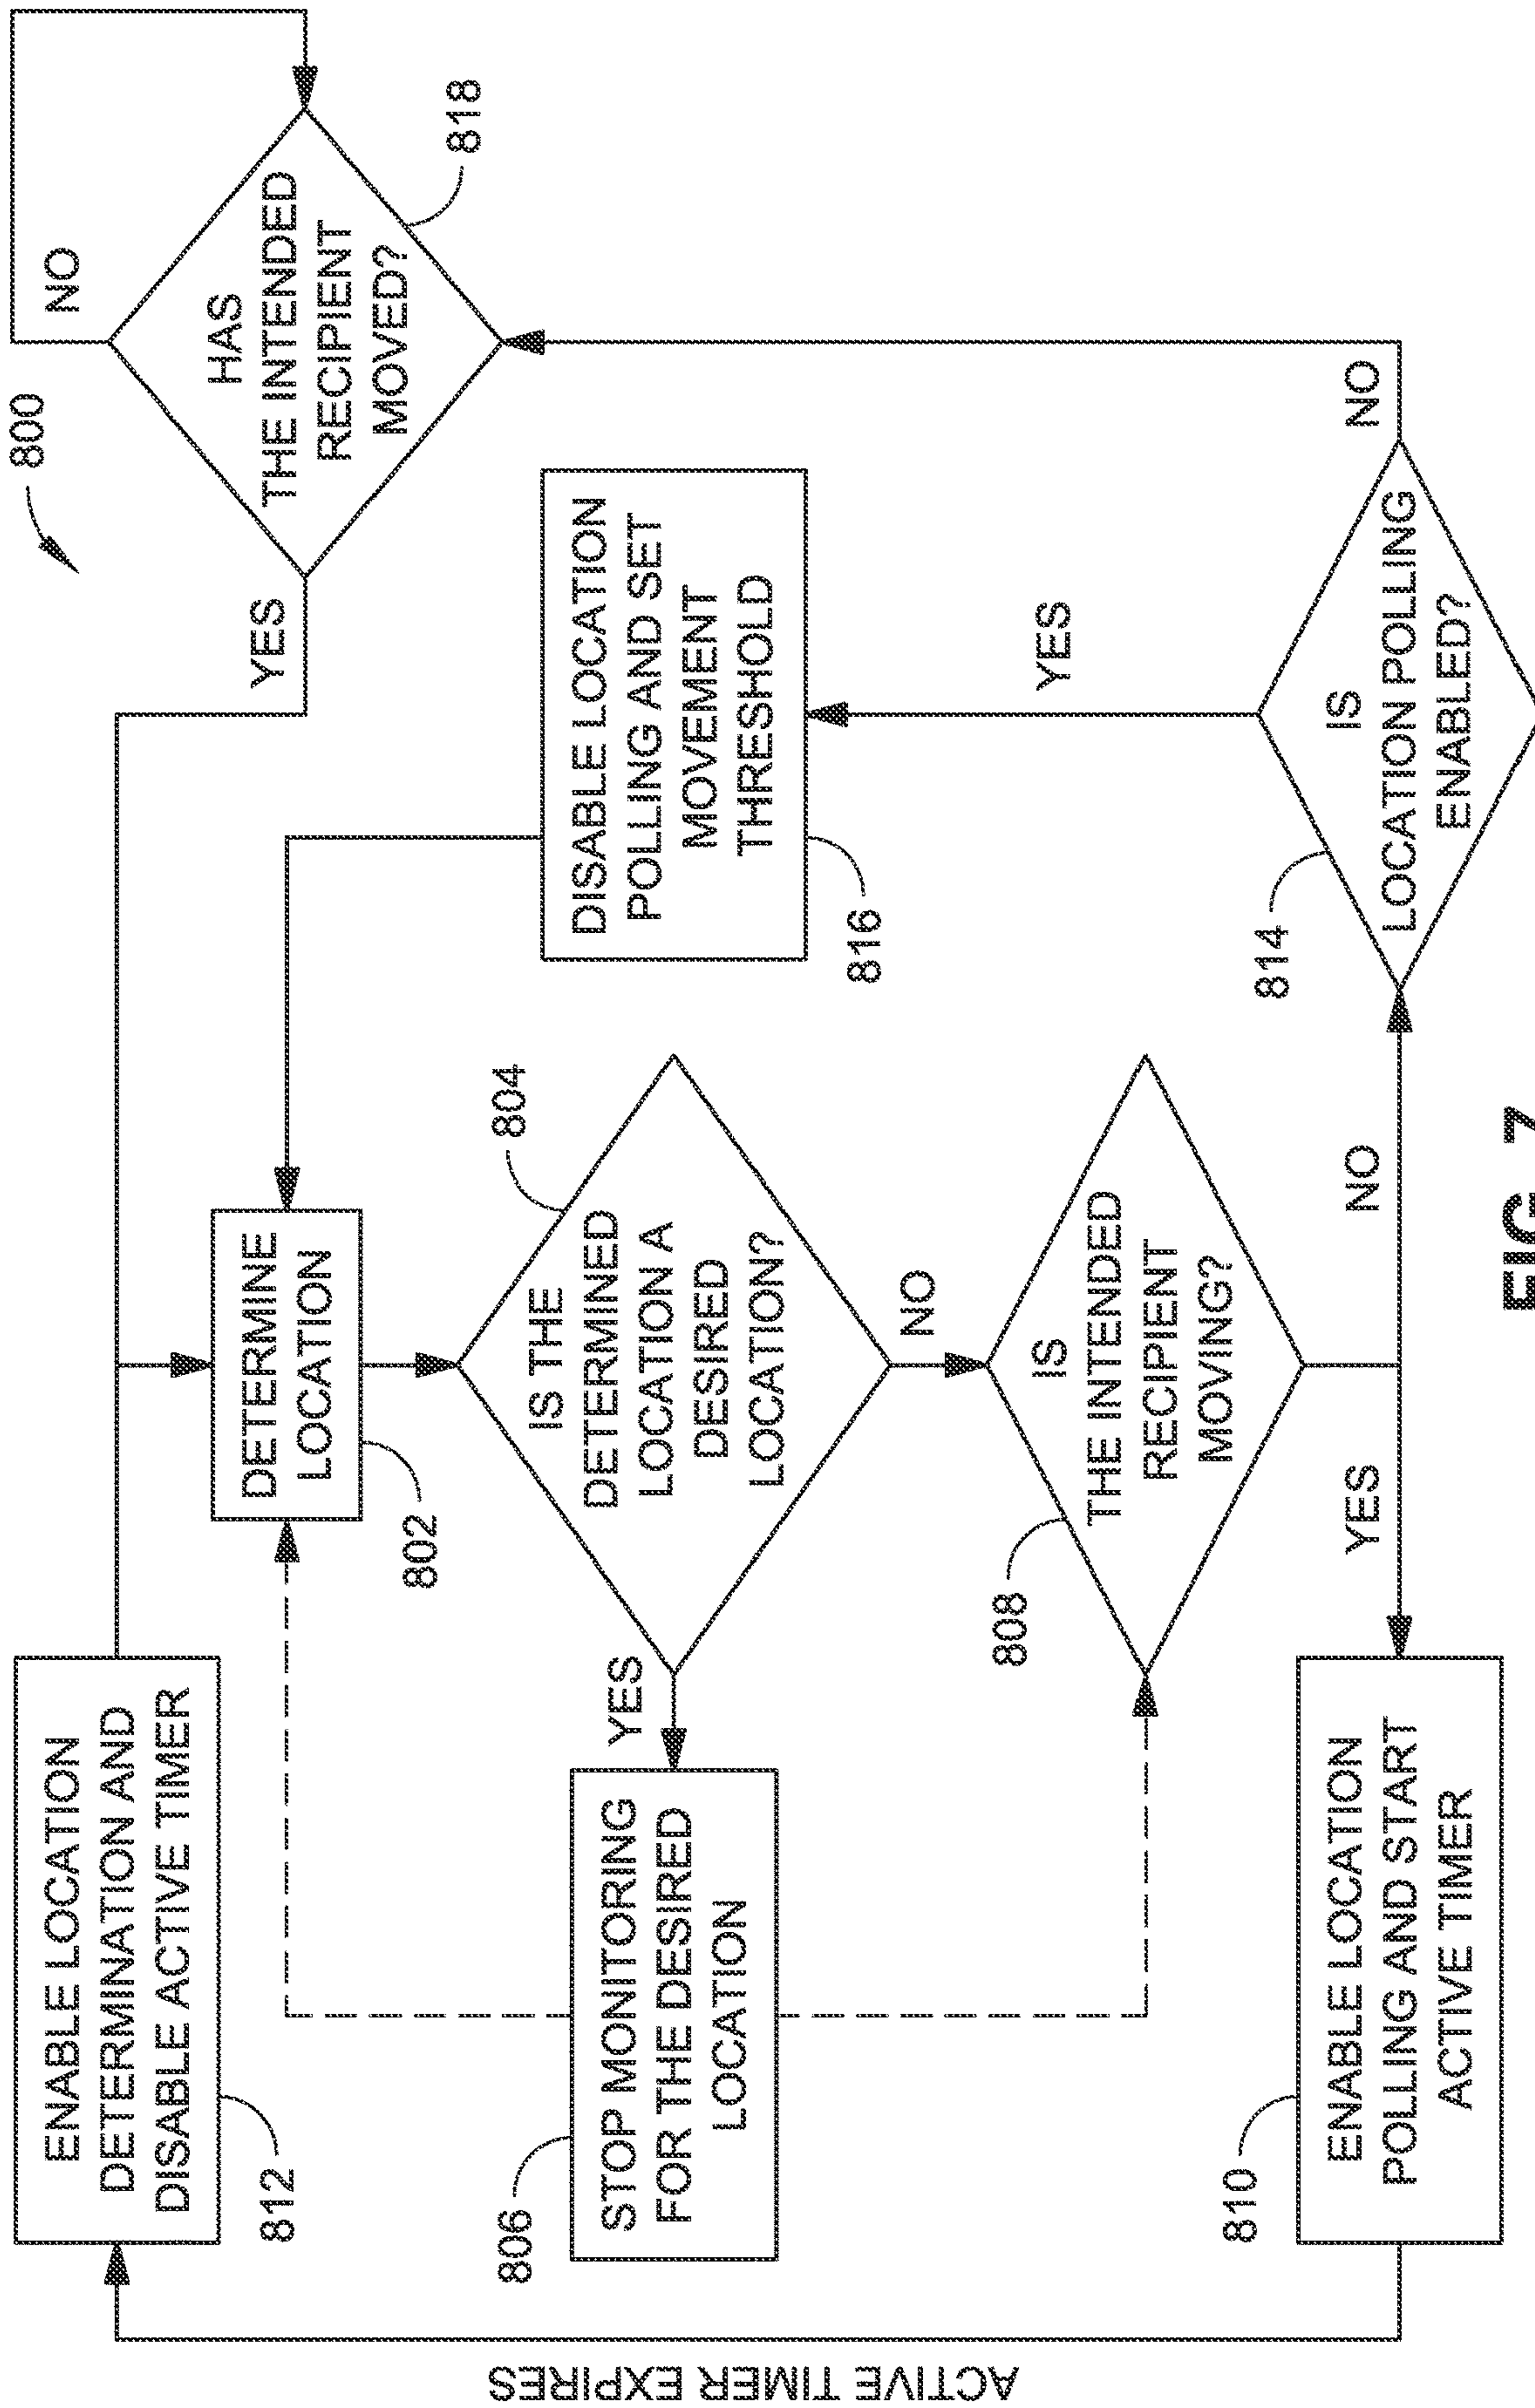 800
ENABLE LOCATION
DETERMINATION AND
DISABLE ACTIVE TIMER
812
DETERMINE
LOCATION
802
YES
NO
HAS
THE INTENDED
RECIPIENT
MOVED?
818
IS THE
DETERMINED
LOCATION A
DESIRED
LOCATION?
804
YES
NO
STOP MONITORING
FOR THE DESIRED
LOCATION
806
DISABLE LOCATION
POLLING AND SET
MOVEMENT
THRESHOLD
816
IS
THE INTENDED
RECIPIENT
MOVING?
808
YES
NO
ENABLE LOCATION
POLLING AND START
ACTIVE TIMER
810
IS
LOCATION POLLING
ENABLED?
814
YES
NO
ACTIVE TIMER EXPIRES
FIG. 7